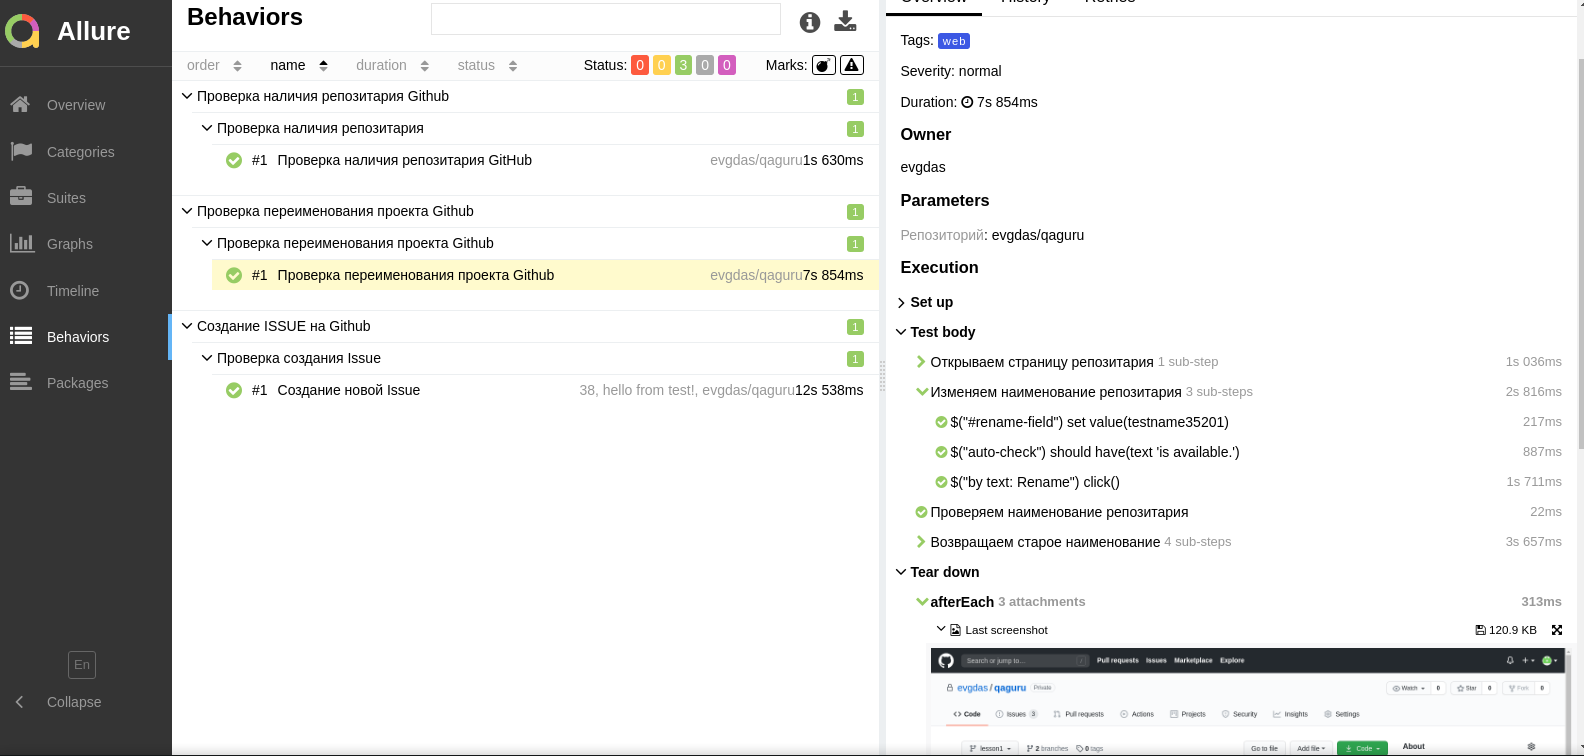 Allure
Overview
Categories
Suites
Graphs
Timeline
Behaviors
Packages
En
Collapse
Behaviors
order name duration status Status: 0 0 3 0 0 Marks:
Проверка наличия репозитария Github 1
Проверка наличия репозитария 1
#1 Проверка наличия репозитария GitHub evgdas/qaguru1s 630ms
Проверка переименования проекта Github 1
Проверка переименования проекта Github 1
#1 Проверка переименования проекта Github evgdas/qaguru7s 854ms
Создание ISSUE на Github 1
Проверка создания Issue 1
#1 Создание новой Issue 38, hello from test!, evgdas/qaguru12s 538ms
Overview History Retries
Tags: web
Severity: normal
Duration: 7s 854ms
Owner
evgdas
Parameters
Репозиторий: evgdas/qaguru
Execution
Set up
Test body
Открываем страницу репозитария 1 sub-step 1s 036ms
Изменяем наименование репозитария 3 sub-steps 2s 816ms
$("#rename-field") set value(testname35201) 217ms
$("auto-check") should have(text 'is available.') 887ms
$("by text: Rename") click() 1s 711ms
Проверяем наименование репозитария 22ms
Возвращаем старое наименование 4 sub-steps 3s 657ms
Tear down
afterEach 3 attachments 313ms
Last screenshot 120.9 KB
Search or jump to... / Pull requests Issues Marketplace Explore
evgdas / qaguru Private Watch 0 Star 0 Fork 0
Code Issues 3 Pull requests Actions Projects Security Insights Settings
lesson1 2 branches 0 tags Go to file Add file Code About